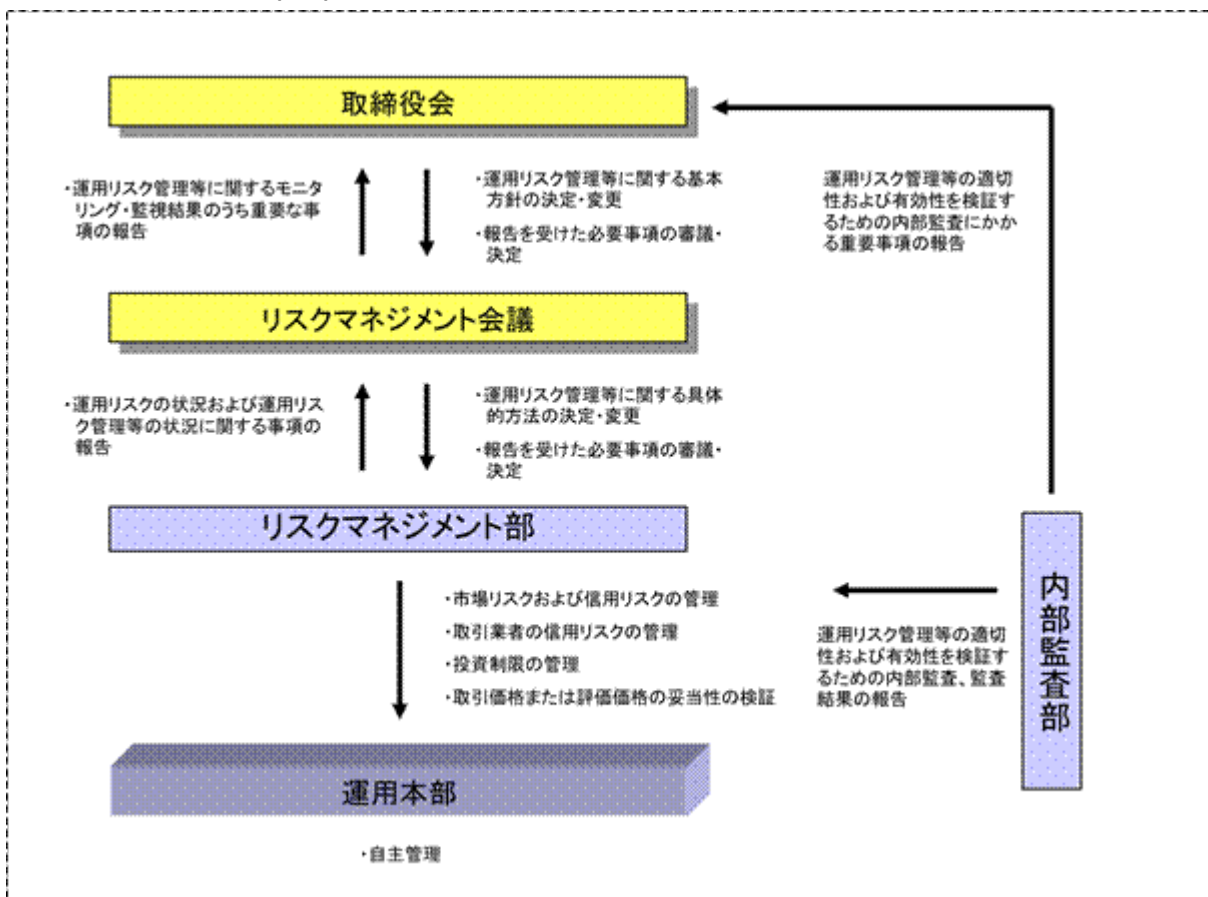 取締役会
・運用リスク管理等に関するモニ
タリング・監視結果のうち重要な事
項の報告
・運用リスク管理等に関する基本
方針の決定・変更
・報告を受けた必要事項の審議・
決定
運用リスク管理等の適切
性および有効性を検証す
るための内部監査にかか
る重要事項の報告
リスクマネジメント会議
・運用リスクの状況および運用リス
ク管理等の状況に関する事項の
報告
・運用リスク管理等に関する具体
的方法の決定・変更
・報告を受けた必要事項の審議・
決定
リスクマネジメント部
・市場リスクおよび信用リスクの管理
・取引業者の信用リスクの管理
・投資制限の管理
・取引価格または評価価格の妥当性の検証
運用リスク管理等の適切
性および有効性を検証す
るための内部監査、監査
結果の報告
内部監査部
運用本部
・自主管理